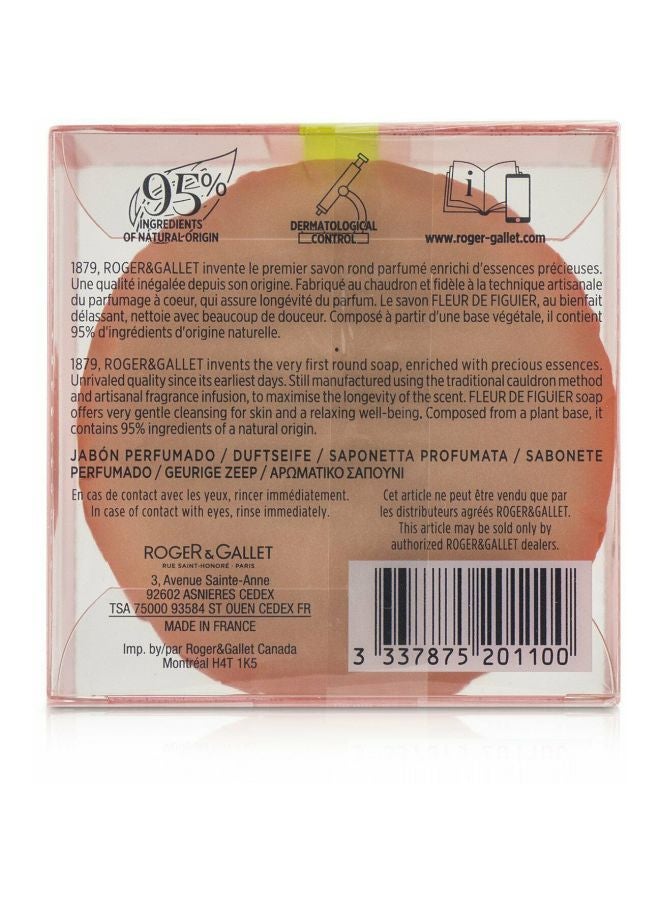 95%
INGREDIENTS
OF NATURAL ORIGIN
DERMATOLOGICAL
CONTROL
i
www.roger-gallet.com
1879, ROGER&GALLET invente le premier savon rond parfumé enrichi d'essences précieuses.
Une qualité inégalée depuis son origine. Fabriqué au chaudron et fidèle à la technique artisanale
du parfumage à coeur, qui assure longévité du parfum. Le savon FLEUR DE FIGUIER, au bienfait
délassant, nettoie avec beaucoup de douceur. Composé à partir d'une base végétale, il contient
95% d'ingrédients d'origine naturelle.
1879, ROGER&GALLET invents the very first round soap, enriched with precious essences.
Unrivaled quality since its earliest days. Still manufactured using the traditional cauldron method
and artisanal fragrance infusion, to maximise the longevity of the scent. FLEUR DE FIGUIER soap
offers very gentle cleansing for skin and a relaxing well-being. Composed from a plant base, it
contains 95% ingredients of a natural origin.
JABÓN PERFUMADO / DUFTSEIFE / SAPONETTA PROFUMATA / SABONETE
PERFUMADO / GEURIGE ZEEP / ΑΡΩΜΑΤΙΚΟ ΣΑΠΟΥΝΙ
En cas de contact avec les yeux, rincer immédiatement.
In case of contact with eyes, rinse immediately.
Cet article ne peut être vendu que par
les distributeurs agréés ROGER&GALLET.
This article may be sold only by
authorized ROGER&GALLET dealers.
ROGER&GALLET
RUE SAINT-HONORÉ - PARIS
3, Avenue Sainte-Anne
92602 ASNIERES CEDEX
TSA 75000 93584 ST OUEN CEDEX FR
MADE IN FRANCE
Imp. by/par Roger&Gallet Canada
Montréal H4T 1K5
3 337875 201100